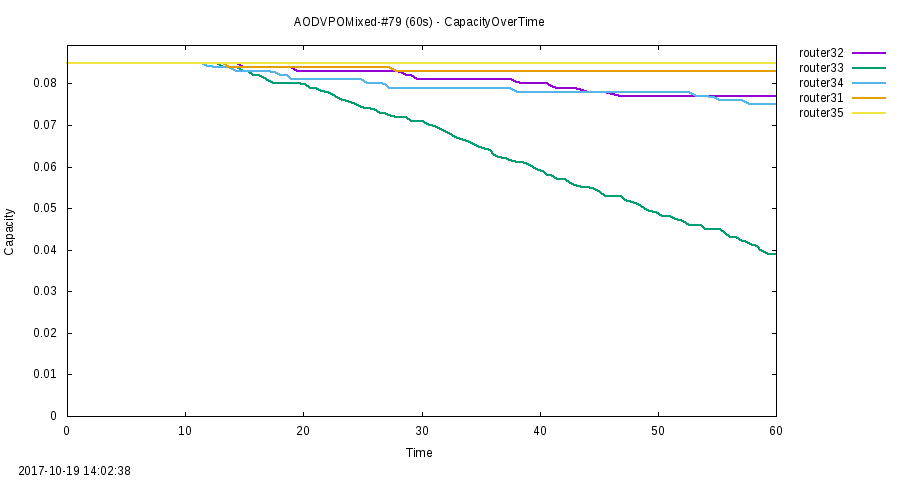 AODVPOMixed-#79 (60s) - CapacityOverTime
router32
router33
router34
router31
router35
0.08
0.07
0.06
0.05
0.04
0.03
0.02
0.01
0
Capacity
0 10 20 30 40 50 60
Time
2017-10-19 14:02:38